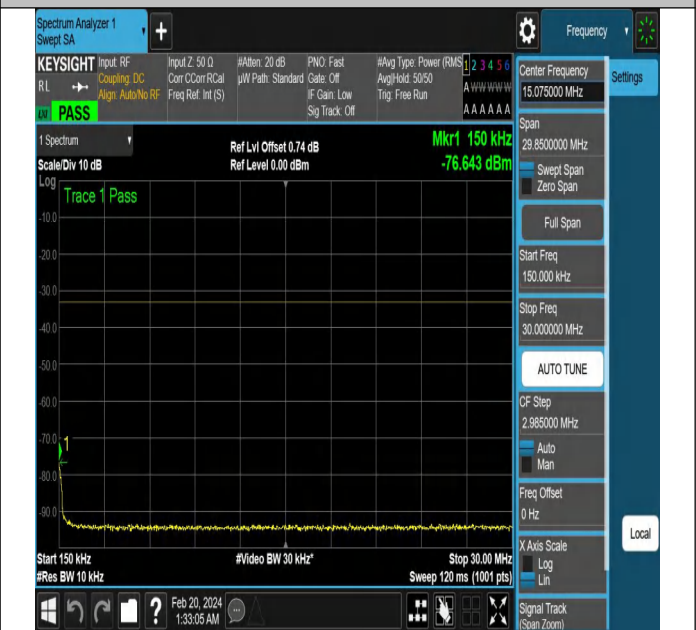 Spectrum Analyzer 1
Swept SA
+
Frequency
KEYSIGHT
RL
Input: RF
Coupling: DC
Align: Auto/No RF
Input Z: 50 Ω
Corr CCorr RCal
Freq Ref: Int (S)
#Atten: 20 dB
µW Path: Standard
PNO: Fast
Gate: Off
IF Gain: Low
Sig Track: Off
#Avg Type: Power (RMS
Avg|Hold: 50/50
Trig: Free Run
1 2 3 4 5 6
A W W W W W
A A A A A A
PASS
1 Spectrum
Scale/Div 10 dB
Ref Lvl Offset 0.74 dB
Ref Level 0.00 dBm
Mkr1 150 kHz
-76.643 dBm
Log
Trace 1 Pass
-10.0
-20.0
-30.0
-40.0
-50.0
-60.0
-70.0
-80.0
-90.0
1
Start 150 kHz
#Video BW 30 kHz*
Stop 30.00 MHz
#Res BW 10 kHz
Sweep 120 ms (1001 pts)
?
Feb 20, 2024
1:33:05 AM
Center Frequency
15.075000 MHz
Settings
Span
29.8500000 MHz
Swept Span
Zero Span
Full Span
Start Freq
150.000 kHz
Stop Freq
30.000000 MHz
AUTO TUNE
CF Step
2.985000 MHz
Auto
Man
Freq Offset
0 Hz
X Axis Scale
Log
Lin
Local
Signal Track
(Span Zoom)